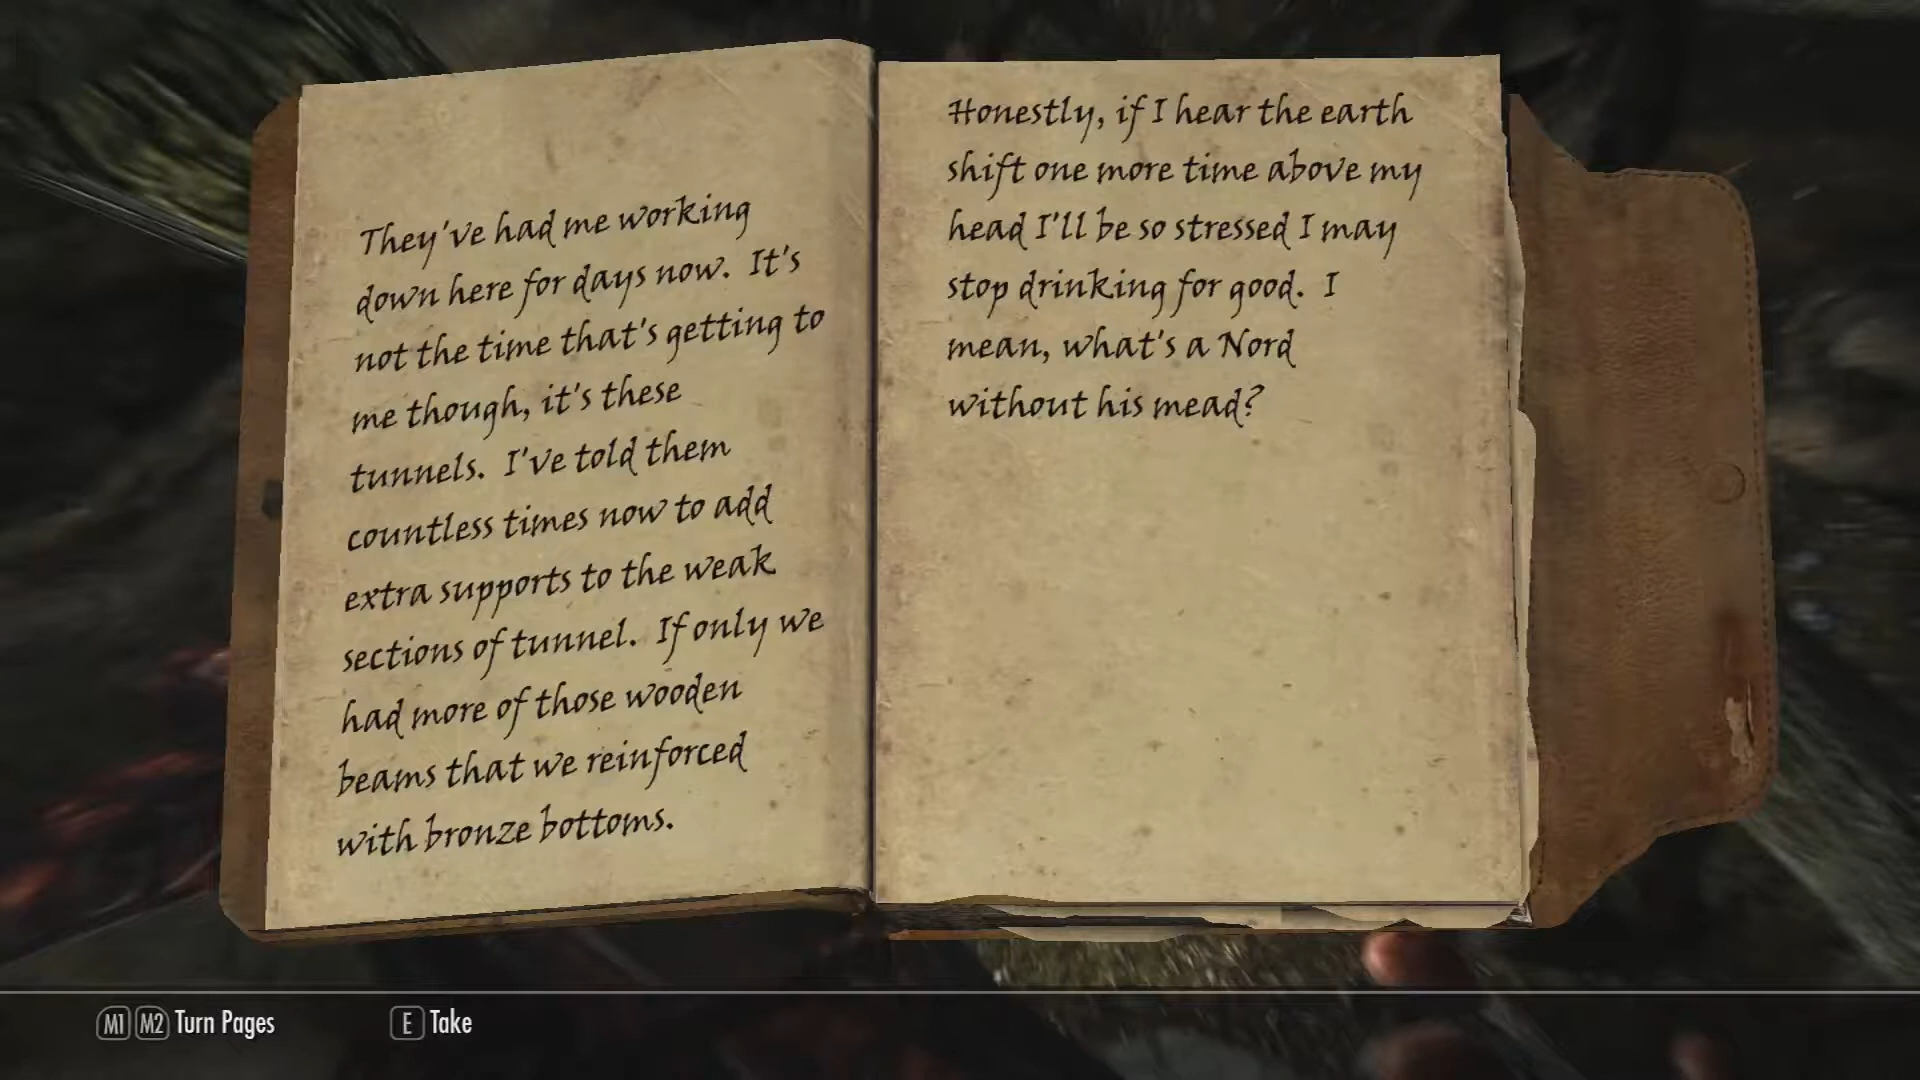 They've had me working
down here for days now.  It's
not the time that's getting to
me though, it's these
tunnels.  I've told them
countless times now to add
extra supports to the weak
sections of tunnel.  If only we
had more of those wooden
beams that we reinforced
with bronze bottoms.
Honestly, if I hear the earth
shift one more time above my
head I'll be so stressed I may
stop drinking for good.  I
mean, what's a Nord
without his mead?
M1 M2 Turn Pages
E Take